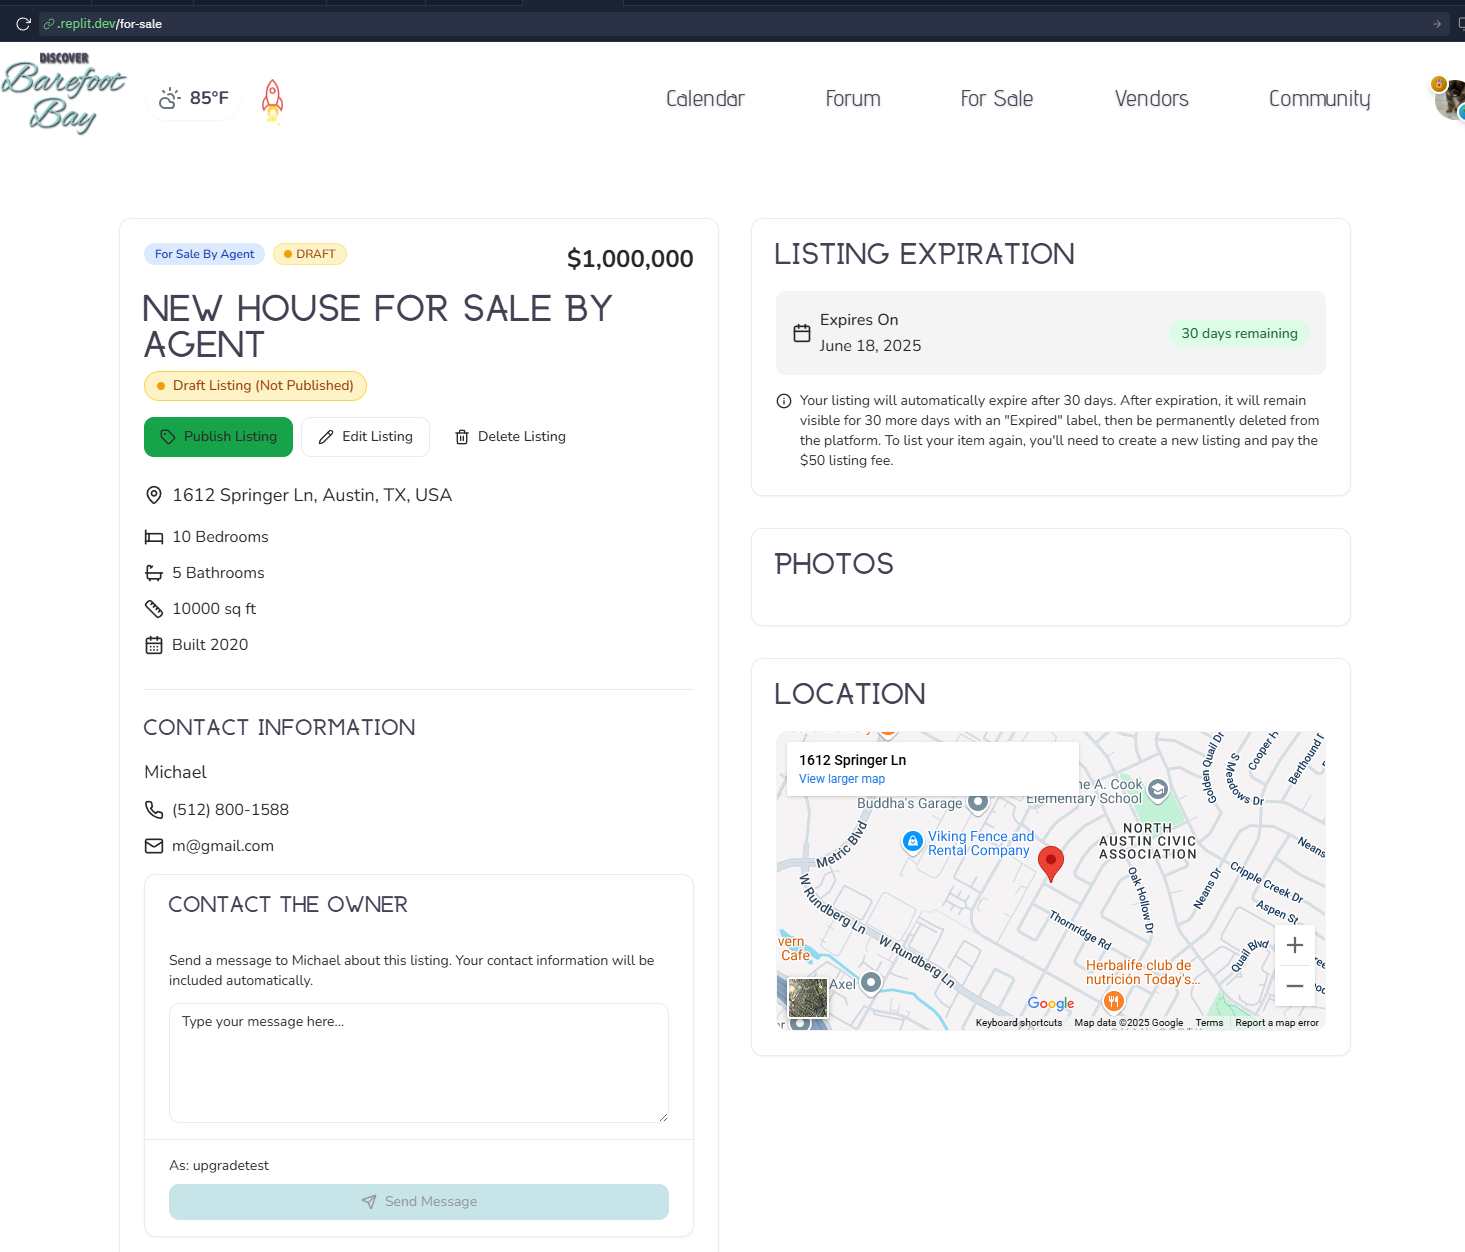 .replit.dev/for-sale
DISCOVER
Barefoot
Bay
85°F
Calendar
Forum
For Sale
Vendors
Community
For Sale By Agent
DRAFT
$1,000,000
NEW HOUSE FOR SALE BY
AGENT
Draft Listing (Not Published)
Publish Listing
Edit Listing
Delete Listing
1612 Springer Ln, Austin, TX, USA
10 Bedrooms
5 Bathrooms
10000 sq ft
Built 2020
CONTACT INFORMATION
Michael
(512) 800-1588
m@gmail.com
CONTACT THE OWNER
Send a message to Michael about this listing. Your contact information will be
included automatically.
Type your message here...
As: upgradetest
Send Message
LISTING EXPIRATION
Expires On
June 18, 2025
30 days remaining
Your listing will automatically expire after 30 days. After expiration, it will remain
visible for 30 more days with an "Expired" label, then be permanently deleted from
the platform. To list your item again, you'll need to create a new listing and pay the
$50 listing fee.
PHOTOS
LOCATION
1612 Springer Ln
View larger map
Golden Quail Dr
S Meadows Dr
Cooper H
Berthound
ne A. Cook
Elementary School
Buddha's Garage
Viking Fence and
Rental Company
NORTH
AUSTIN CIVIC
ASSOCIATION
Metric Blvd
W Rundberg Ln
W Rundberg Ln
Oak Hollow Dr
Neans Dr
Neans
Cripple Creek Dr
Aspen St
Quail Blvd
Thornridge Rd
vern
Cafe
Axel
Herbalife club de
nutrición Today's...
Google
Keyboard shortcuts
Map data ©2025 Google
Terms
Report a map error